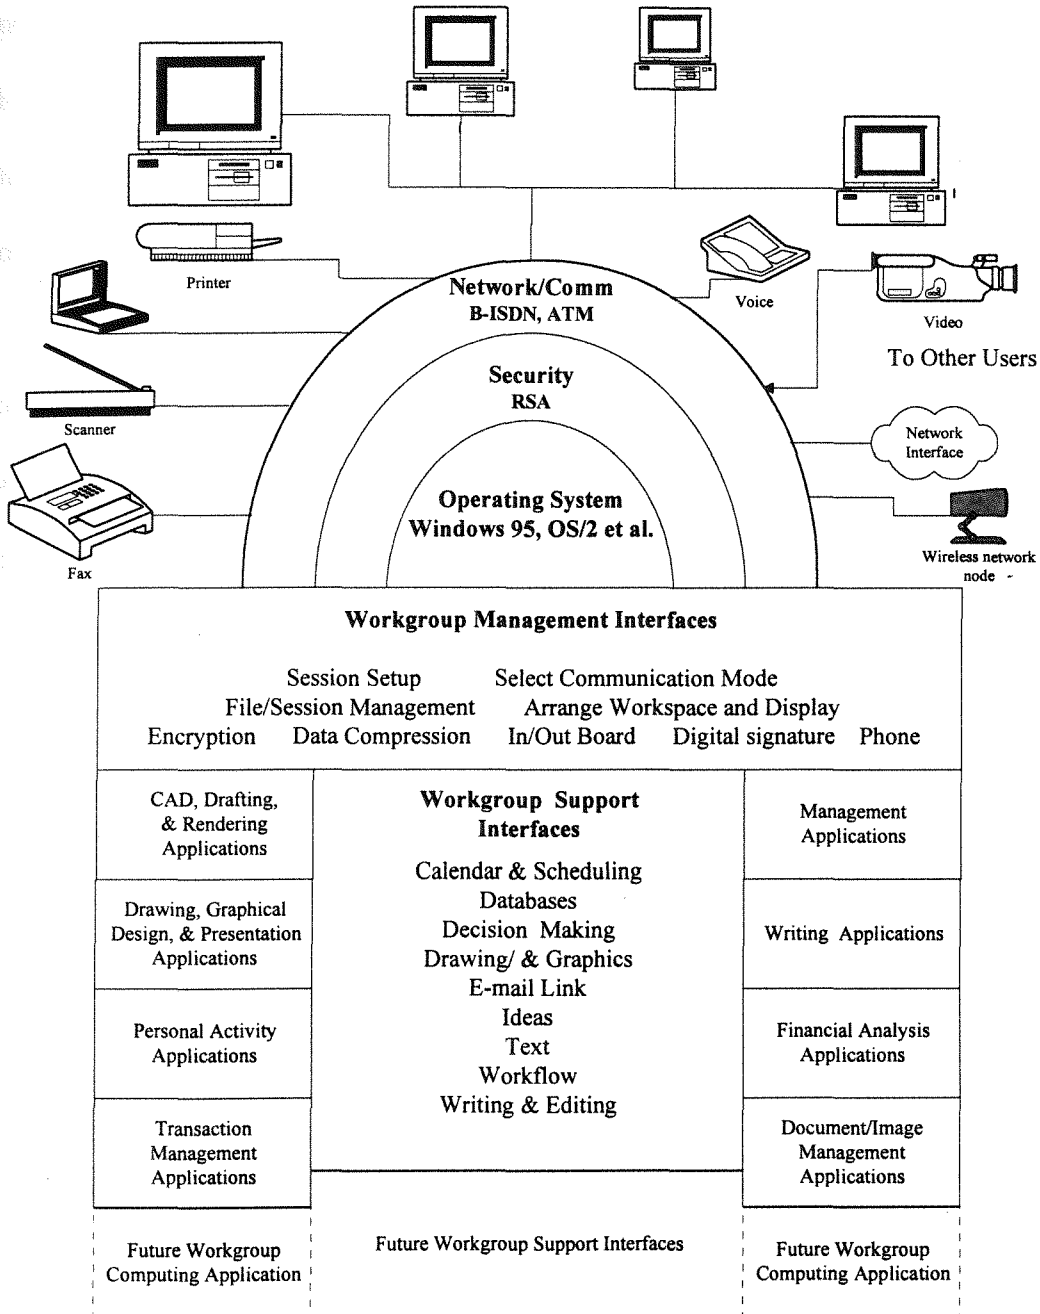 Printer
Network/Comm
B-ISDN, ATM
Voice
Video
To Other Users
Security
RSA
Scanner
Network
Interface
Operating System
Windows 95, OS/2 et al.
Wireless network
node
Fax
Workgroup Management Interfaces
Session Setup Select Communication Mode
File/Session Management Arrange Workspace and Display
Encryption Data Compression In/Out Board Digital signature Phone
CAD, Drafting,
& Rendering
Applications
Drawing, Graphical
Design, & Presentation
Applications
Personal Activity
Applications
Transaction
Management
Applications
Workgroup Support
Interfaces
Calendar & Scheduling
Databases
Decision Making
Drawing/ & Graphics
E-mail Link
Ideas
Text
Workflow
Writing & Editing
Management
Applications
Writing Applications
Financial Analysis
Applications
Document/Image
Management
Applications
Future Workgroup
Computing Application
Future Workgroup Support Interfaces
Future Workgroup
Computing Application